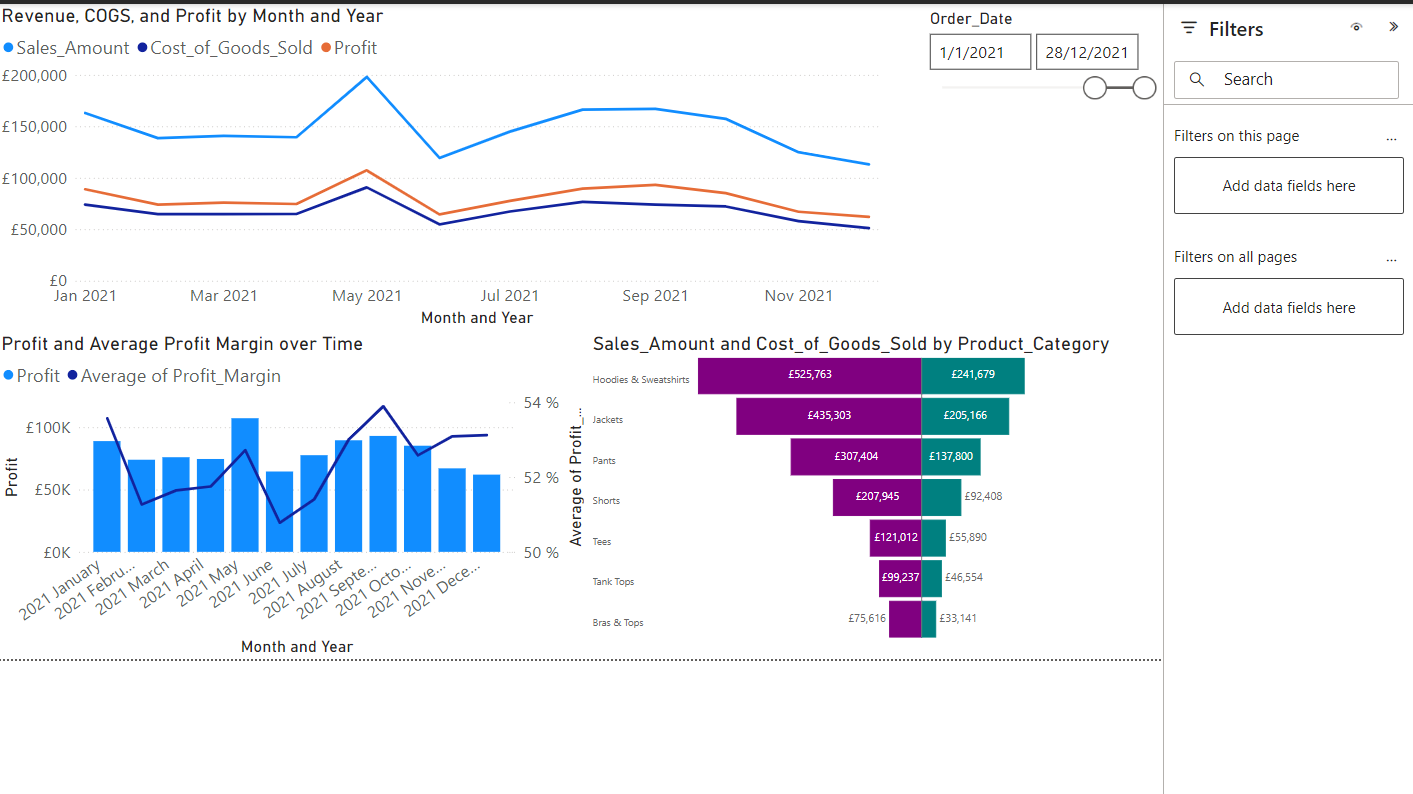 Revenue, COGS, and Profit by Month and Year
Sales_Amount Cost_of_Goods_Sold Profit
£200,000
£150,000
£100,000
£50,000
£0
Jan 2021 Mar 2021 May 2021 Jul 2021 Sep 2021 Nov 2021
Month and Year
Order_Date
1/1/2021 28/12/2021
Profit and Average Profit Margin over Time
Profit Average of Profit_Margin
Profit
£100K
£50K
£0K
54 %
52 %
50 %
Average of Profit_...
2021 January 2021 Febru... 2021 March 2021 April 2021 May 2021 June 2021 July 2021 August 2021 Septe... 2021 Octo... 2021 Nove... 2021 Dece...
Month and Year
Sales_Amount and Cost_of_Goods_Sold by Product_Category
Hoodies & Sweatshirts £525,763 £241,679
Jackets £435,303 £205,166
Pants £307,404 £137,800
Shorts £207,945 £92,408
Tees £121,012 £55,890
Tank Tops £99,237 £46,554
Bras & Tops £75,616 £33,141
Filters
Search
Filters on this page ...
Add data fields here
Filters on all pages ...
Add data fields here